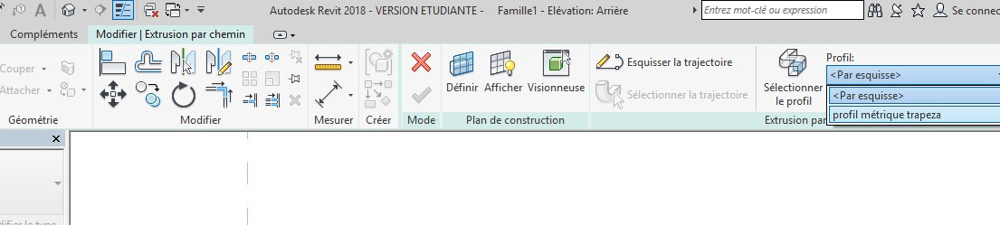 A
Autodesk Revit 2018 - VERSION ETUDIANTE - Famille1 - Elévation: Arrière
Entrez mot-clé ou expression
Se connec
Compléments
Modifier | Extrusion par chemin
Couper
Attacher
Géométrie
Modifier
Mesurer
Créer
Mode
Définir
Afficher
Visionneuse
Plan de construction
Esquisser la trajectoire
Sélectionner la trajectoire
Sélectionner
le profil
Extrusion par
Profil:
<Par esquisse>
<Par esquisse>
profil métrique trapeza
difier le type